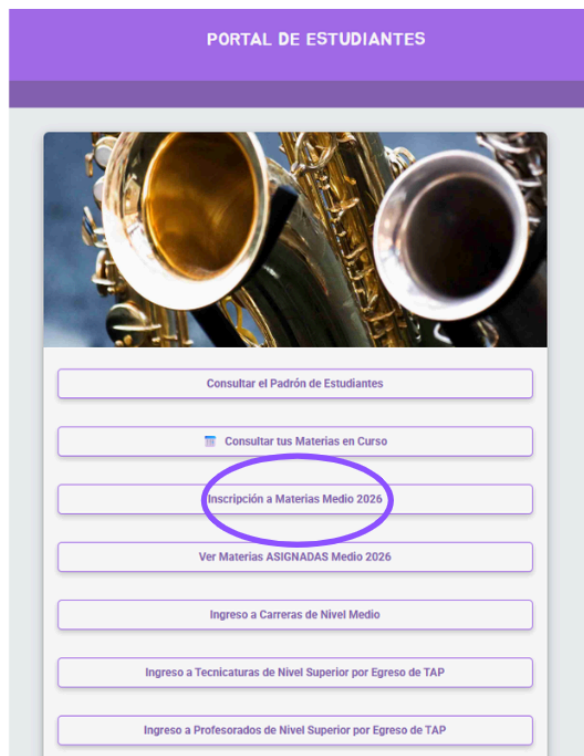 PORTAL DE ESTUDIANTES
Consultar el Padrón de Estudiantes
Consultar tus Materias en Curso
Inscripción a Materias Medio 2026
Ver Materias ASIGNADAS Medio 2026
Ingreso a Carreras de Nivel Medio
Ingreso a Tecnicaturas de Nivel Superior por Egreso de TAP
Ingreso a Profesorados de Nivel Superior por Egreso de TAP